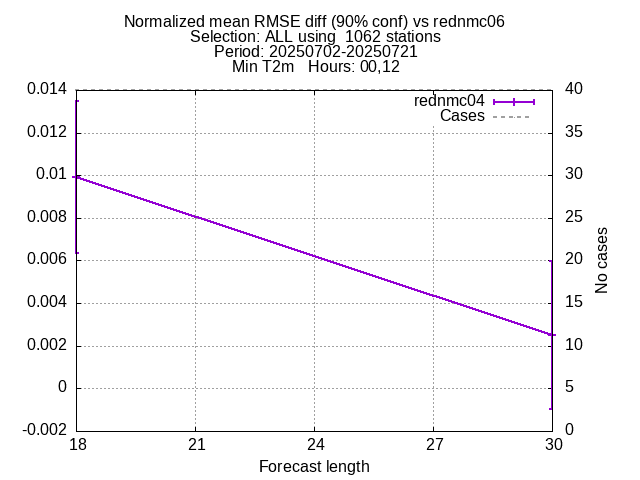 Normalized mean RMSE diff (90% conf) vs rednmc06
Selection: ALL using  1062 stations
Period: 20250702-20250721
Min T2m   Hours: 00,12
rednmc04
Cases
0.014
0.012
0.01
0.008
0.006
0.004
0.002
0
-0.002
40
35
30
25
20
15
10
5
0
No cases
18
21
24
27
30
Forecast length